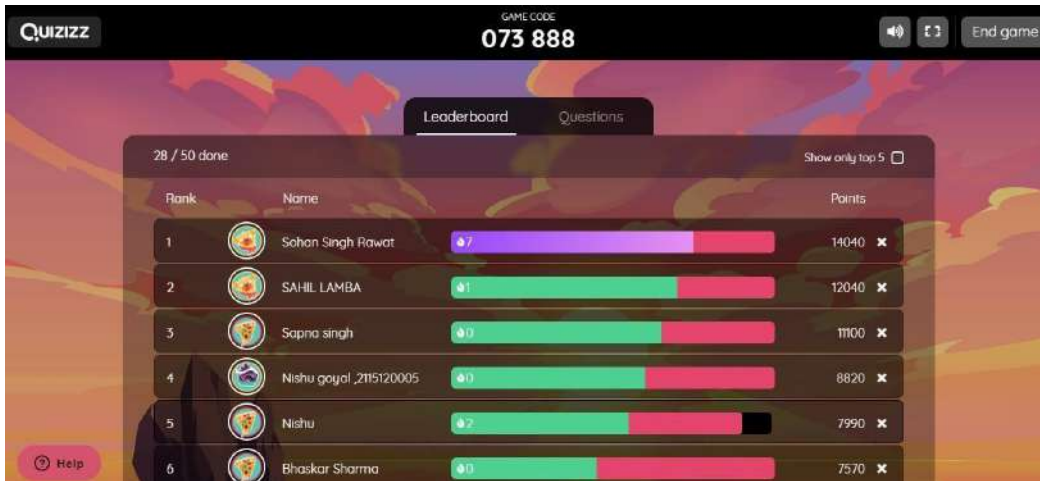 QUIZIZZ
GAME CODE
073 888
End game
Leaderboard Questions
28 / 50 done
Show only top 5
Rank Name Points
1 Sohan Singh Rawat 7 14040
2 SAHIL LAMBA 1 12040
3 Sapna singh 0 11100
4 Nishu goyal ,2115120005 0 8820
5 Nishu 2 7990
6 Bhaskar Sharma 0 7570
Help